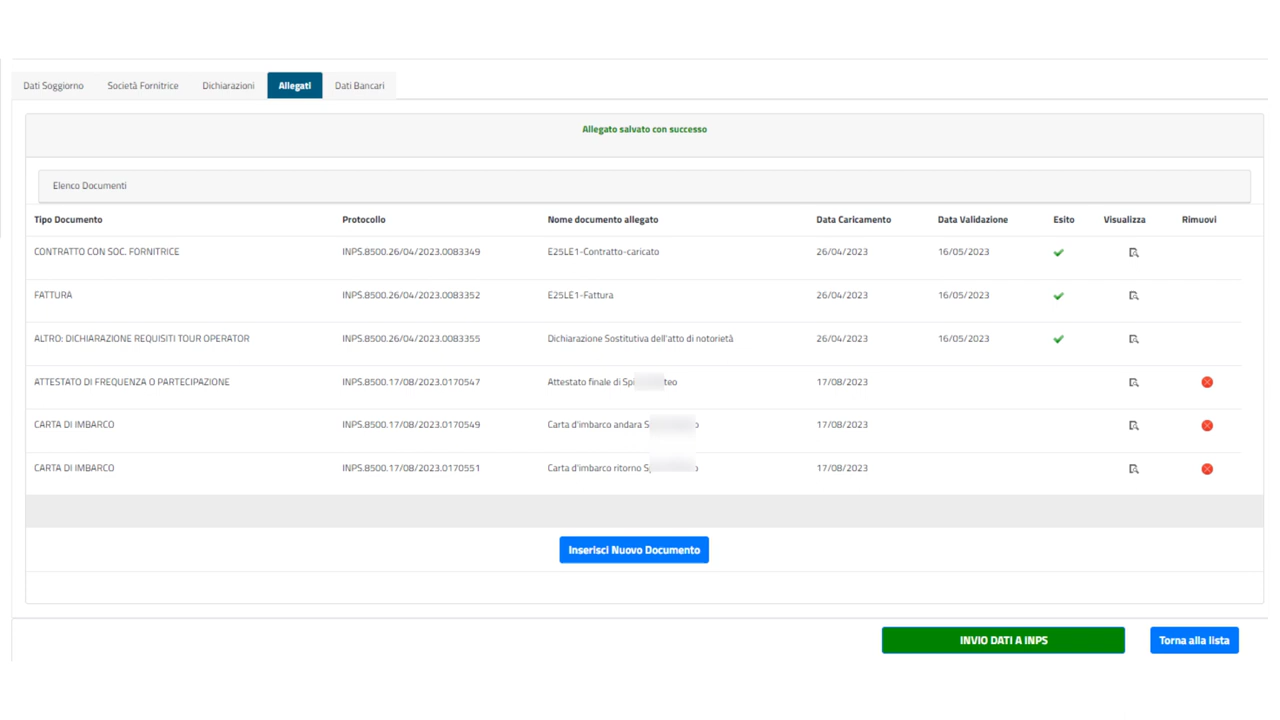 Dati Soggiorno Società Fornitrice Dichiarazioni Allegati Dati Bancari
Allegato salvato con successo
Elenco Documenti
Tipo Documento Protocollo Nome documento allegato Data Caricamento Data Validazione Esito Visualizza Rimuovi
CONTRATTO CON SOC. FORNITRICE INPS.8500.26/04/2023.0083349 E25LE1-Contratto-caricato 26/04/2023 16/05/2023
FATTURA INPS.8500.26/04/2023.0083352 E25LE1-Fattura 26/04/2023 16/05/2023
ALTRO: DICHIARAZIONE REQUISITI TOUR OPERATOR INPS.8500.26/04/2023.0083355 Dichiarazione Sostitutiva dell'atto di notorietà 26/04/2023 16/05/2023
ATTESTATO DI FREQUENZA O PARTECIPAZIONE INPS.8500.17/08/2023.0170547 Attestato finale di 17/08/2023
CARTA DI IMBARCO INPS.8500.17/08/2023.0170549 Carta d'imbarco andara 17/08/2023
CARTA DI IMBARCO INPS.8500.17/08/2023.0170551 Carta d'imbarco ritorno 17/08/2023
Inserisci Nuovo Documento
INVIO DATI A INPS Torna alla lista